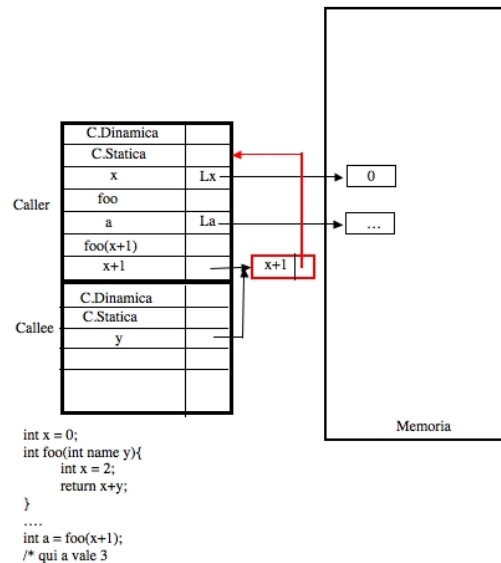 C.Dinamica
C.Statica
x Lx 0
Caller foo
a La ...
foo(x+1)
x+1 x+1
C.Dinamica
Callee C.Statica
y
Memoria
int x = 0;
int foo(int name y){
int x = 2;
return x+y;
}
....
int a = foo(x+1);
/* qui a vale 3